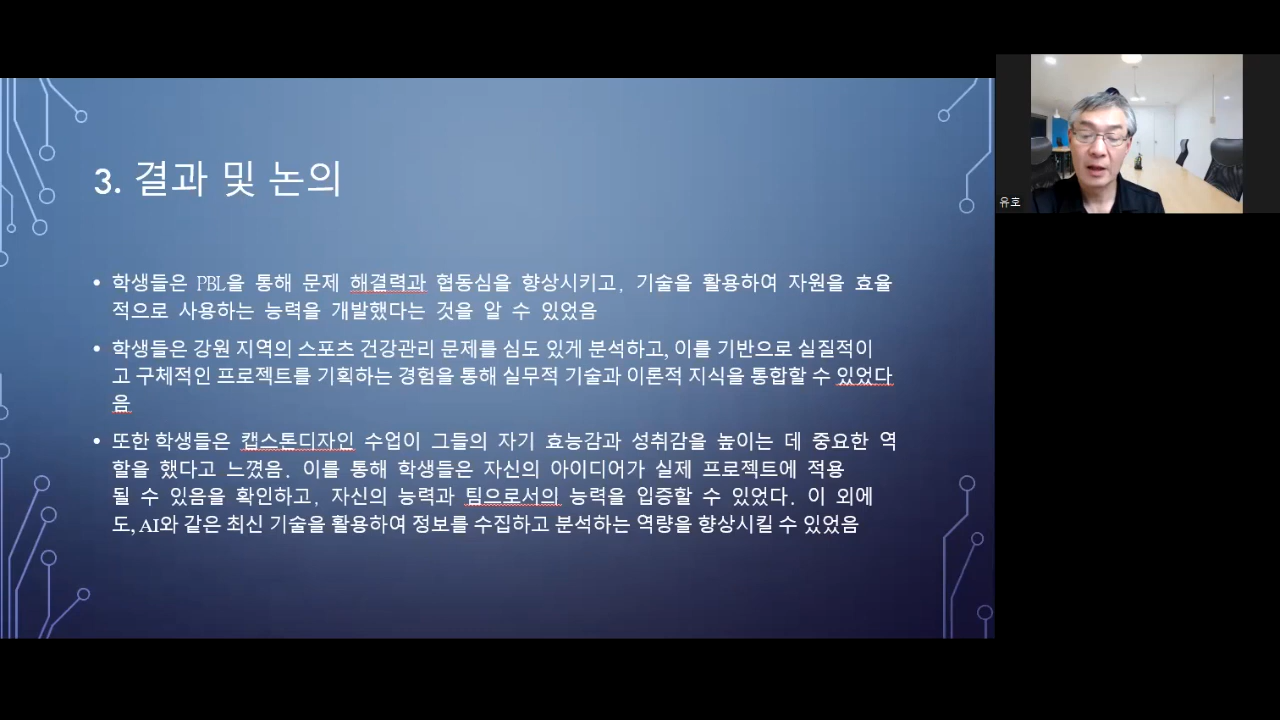 3. 결과 및 논의
• 학생들은 PBL을 통해 문제 해결력과 협동심을 향상시키고, 기술을 활용하여 자원을 효율
적으로 사용하는 능력을 개발했다는 것을 알 수 있었음
• 학생들은 강원 지역의 스포츠 건강관리 문제를 심도 있게 분석하고, 이를 기반으로 실질적이
고 구체적인 프로젝트를 기획하는 경험을 통해 실무적 기술과 이론적 지식을 통합할 수 있었다
음
• 또한 학생들은 캡스톤디자인 수업이 그들의 자기 효능감과 성취감을 높이는 데 중요한 역
할을 했다고 느꼈음. 이를 통해 학생들은 자신의 아이디어가 실제 프로젝트에 적용
될 수 있음을 확인하고, 자신의 능력과 팀으로서의 능력을 입증할 수 있었다. 이 외에
도, AI와 같은 최신 기술을 활용하여 정보를 수집하고 분석하는 역량을 향상시킬 수 있었음
유호